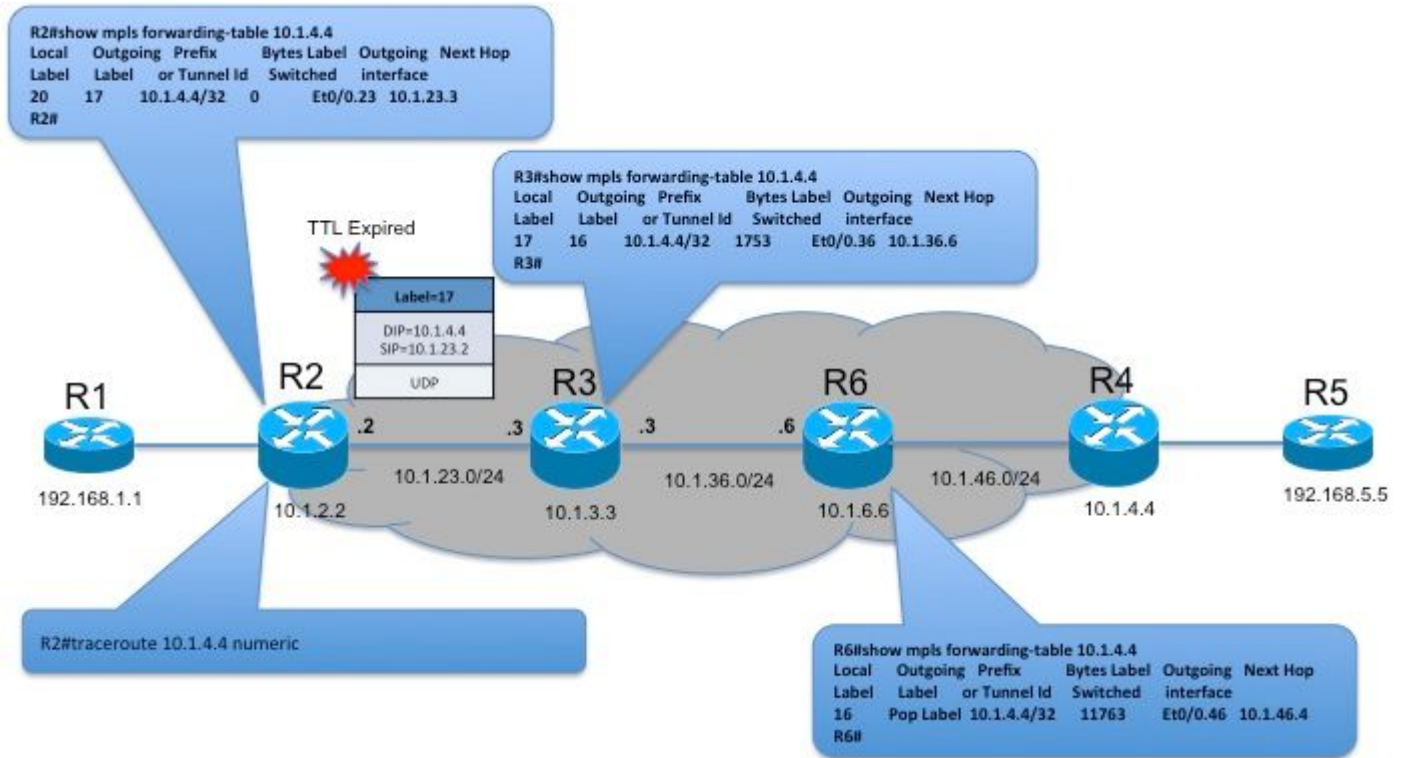 R2#show mpls forwarding-table 10.1.4.4
Local Outgoing Prefix Bytes Label Outgoing Next Hop
Label Label or Tunnel Id Switched interface
20 17 10.1.4.4/32 0 Et0/0.23 10.1.23.3
R2#
R3#show mpls forwarding-table 10.1.4.4
Local Outgoing Prefix Bytes Label Outgoing Next Hop
Label Label or Tunnel Id Switched interface
17 16 10.1.4.4/32 1753 Et0/0.36 10.1.36.6
R3#
TTL Expired
Label=17
DIP=10.1.4.4
SIP=10.1.23.2
UDP
R1
R2
R3
R6
R4
R5
.2
.3
.3
.6
10.1.23.0/24
10.1.36.0/24
10.1.46.0/24
192.168.1.1
10.1.2.2
10.1.3.3
10.1.6.6
10.1.4.4
192.168.5.5
R2#traceroute 10.1.4.4 numeric
R6#show mpls forwarding-table 10.1.4.4
Local Outgoing Prefix Bytes Label Outgoing Next Hop
Label Label or Tunnel Id Switched interface
16 Pop Label 10.1.4.4/32 11763 Et0/0.46 10.1.46.4
R6#